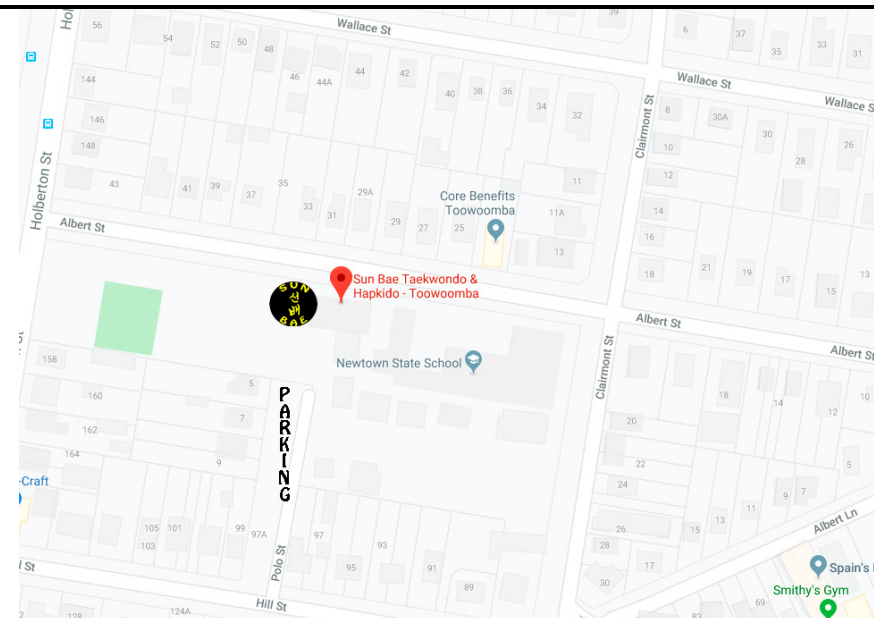 Hol
56
54
52
50
48
46
44A
44
42
40
38
36
34
32
39
Wallace St
6
37
35
33
31
Wallace St
Wallace S
144
146
148
43
41
39
37
35
33
31
29A
29
27
25
Core Benefits
Toowoomba
11
11A
13
Clairmont St
8
30A
10
12
14
16
18
30
28
26
21
19
17
15
13
Holberton St
Albert St
SUN
신
배
BAE
Sun Bae Taekwondo &
Hapkido - Toowoomba
Albert St
Albert St
Newtown State School
Clairmont St
158
160
162
164
5
7
9
PARKING
-Craft
105
101
103
99
97A
97
95
93
91
89
Polo St
l St
Hill St
128
124A
18
14
12
10
20
22
24
26
28
30
17
15
13
11
9
7
5
Albert Ln
Spain's
Smithy's Gym
69
83